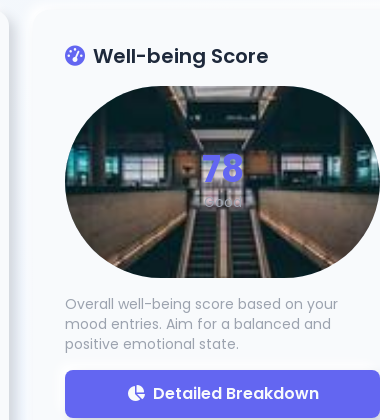 Well-being Score
78
GOOD
Overall well-being score based on your
mood entries. Aim for a balanced and
positive emotional state.
Detailed Breakdown